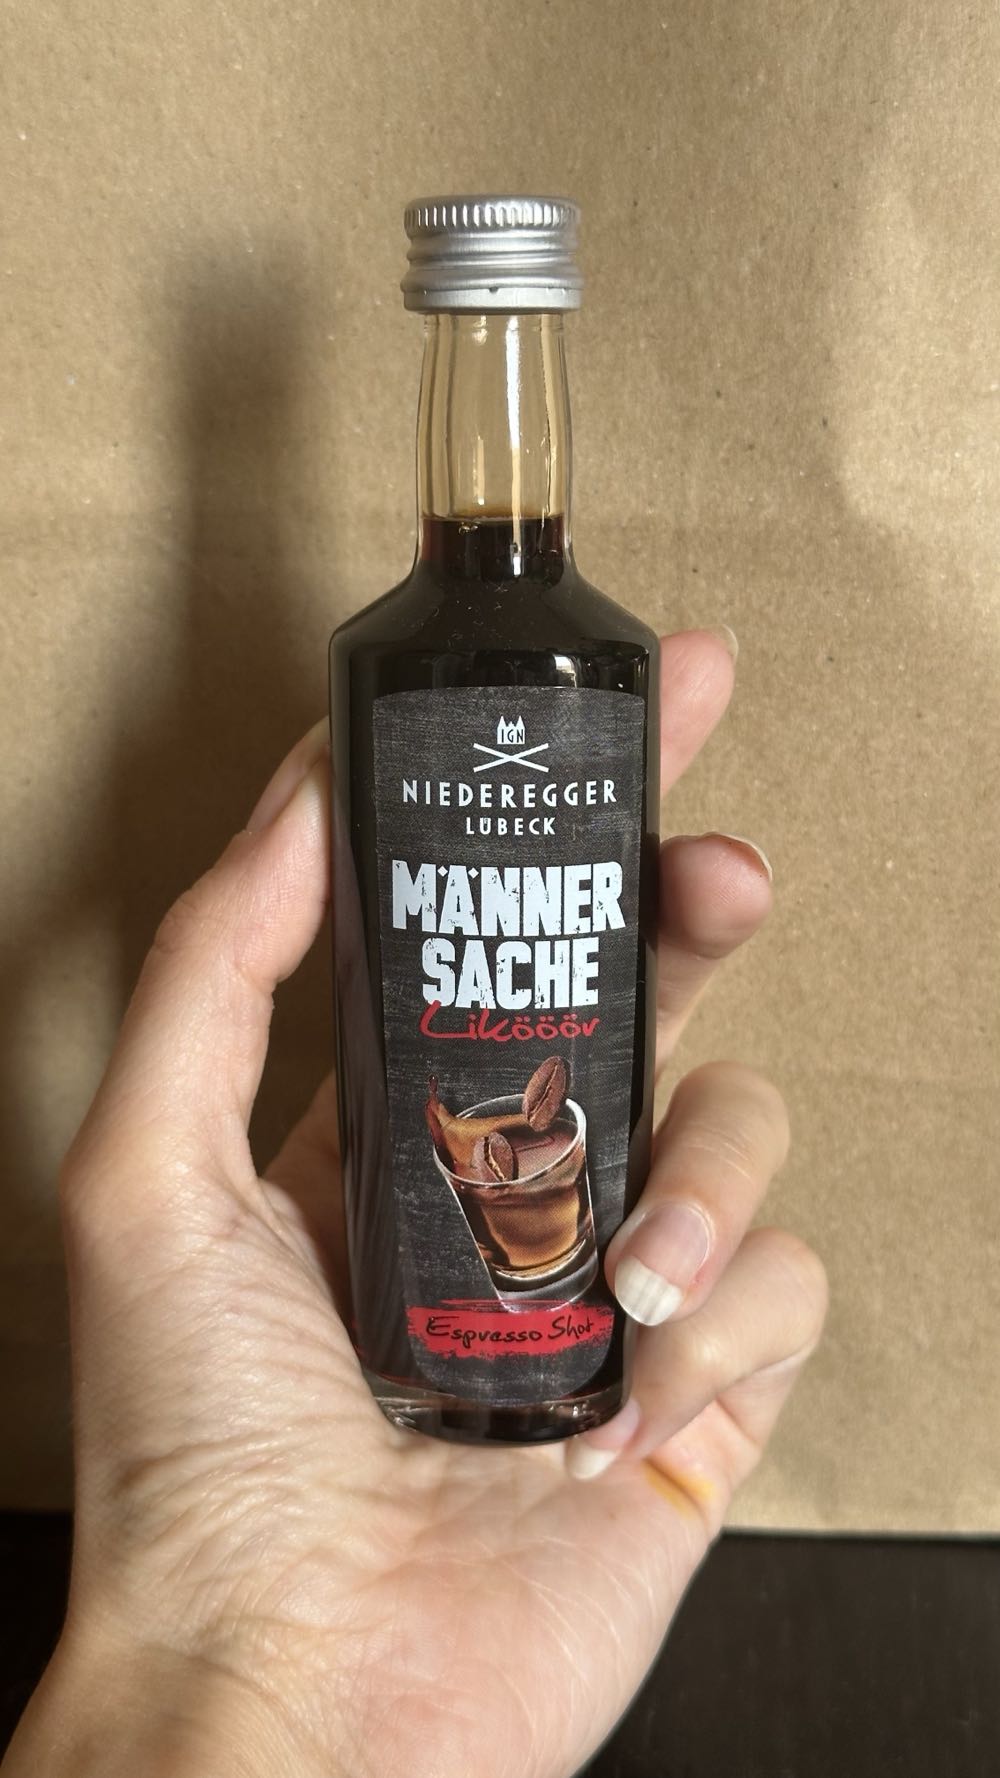 IGN
NIEDEREGGER
LÜBECK
MÄNNER
SACHE
Likööör
Espresso Shot